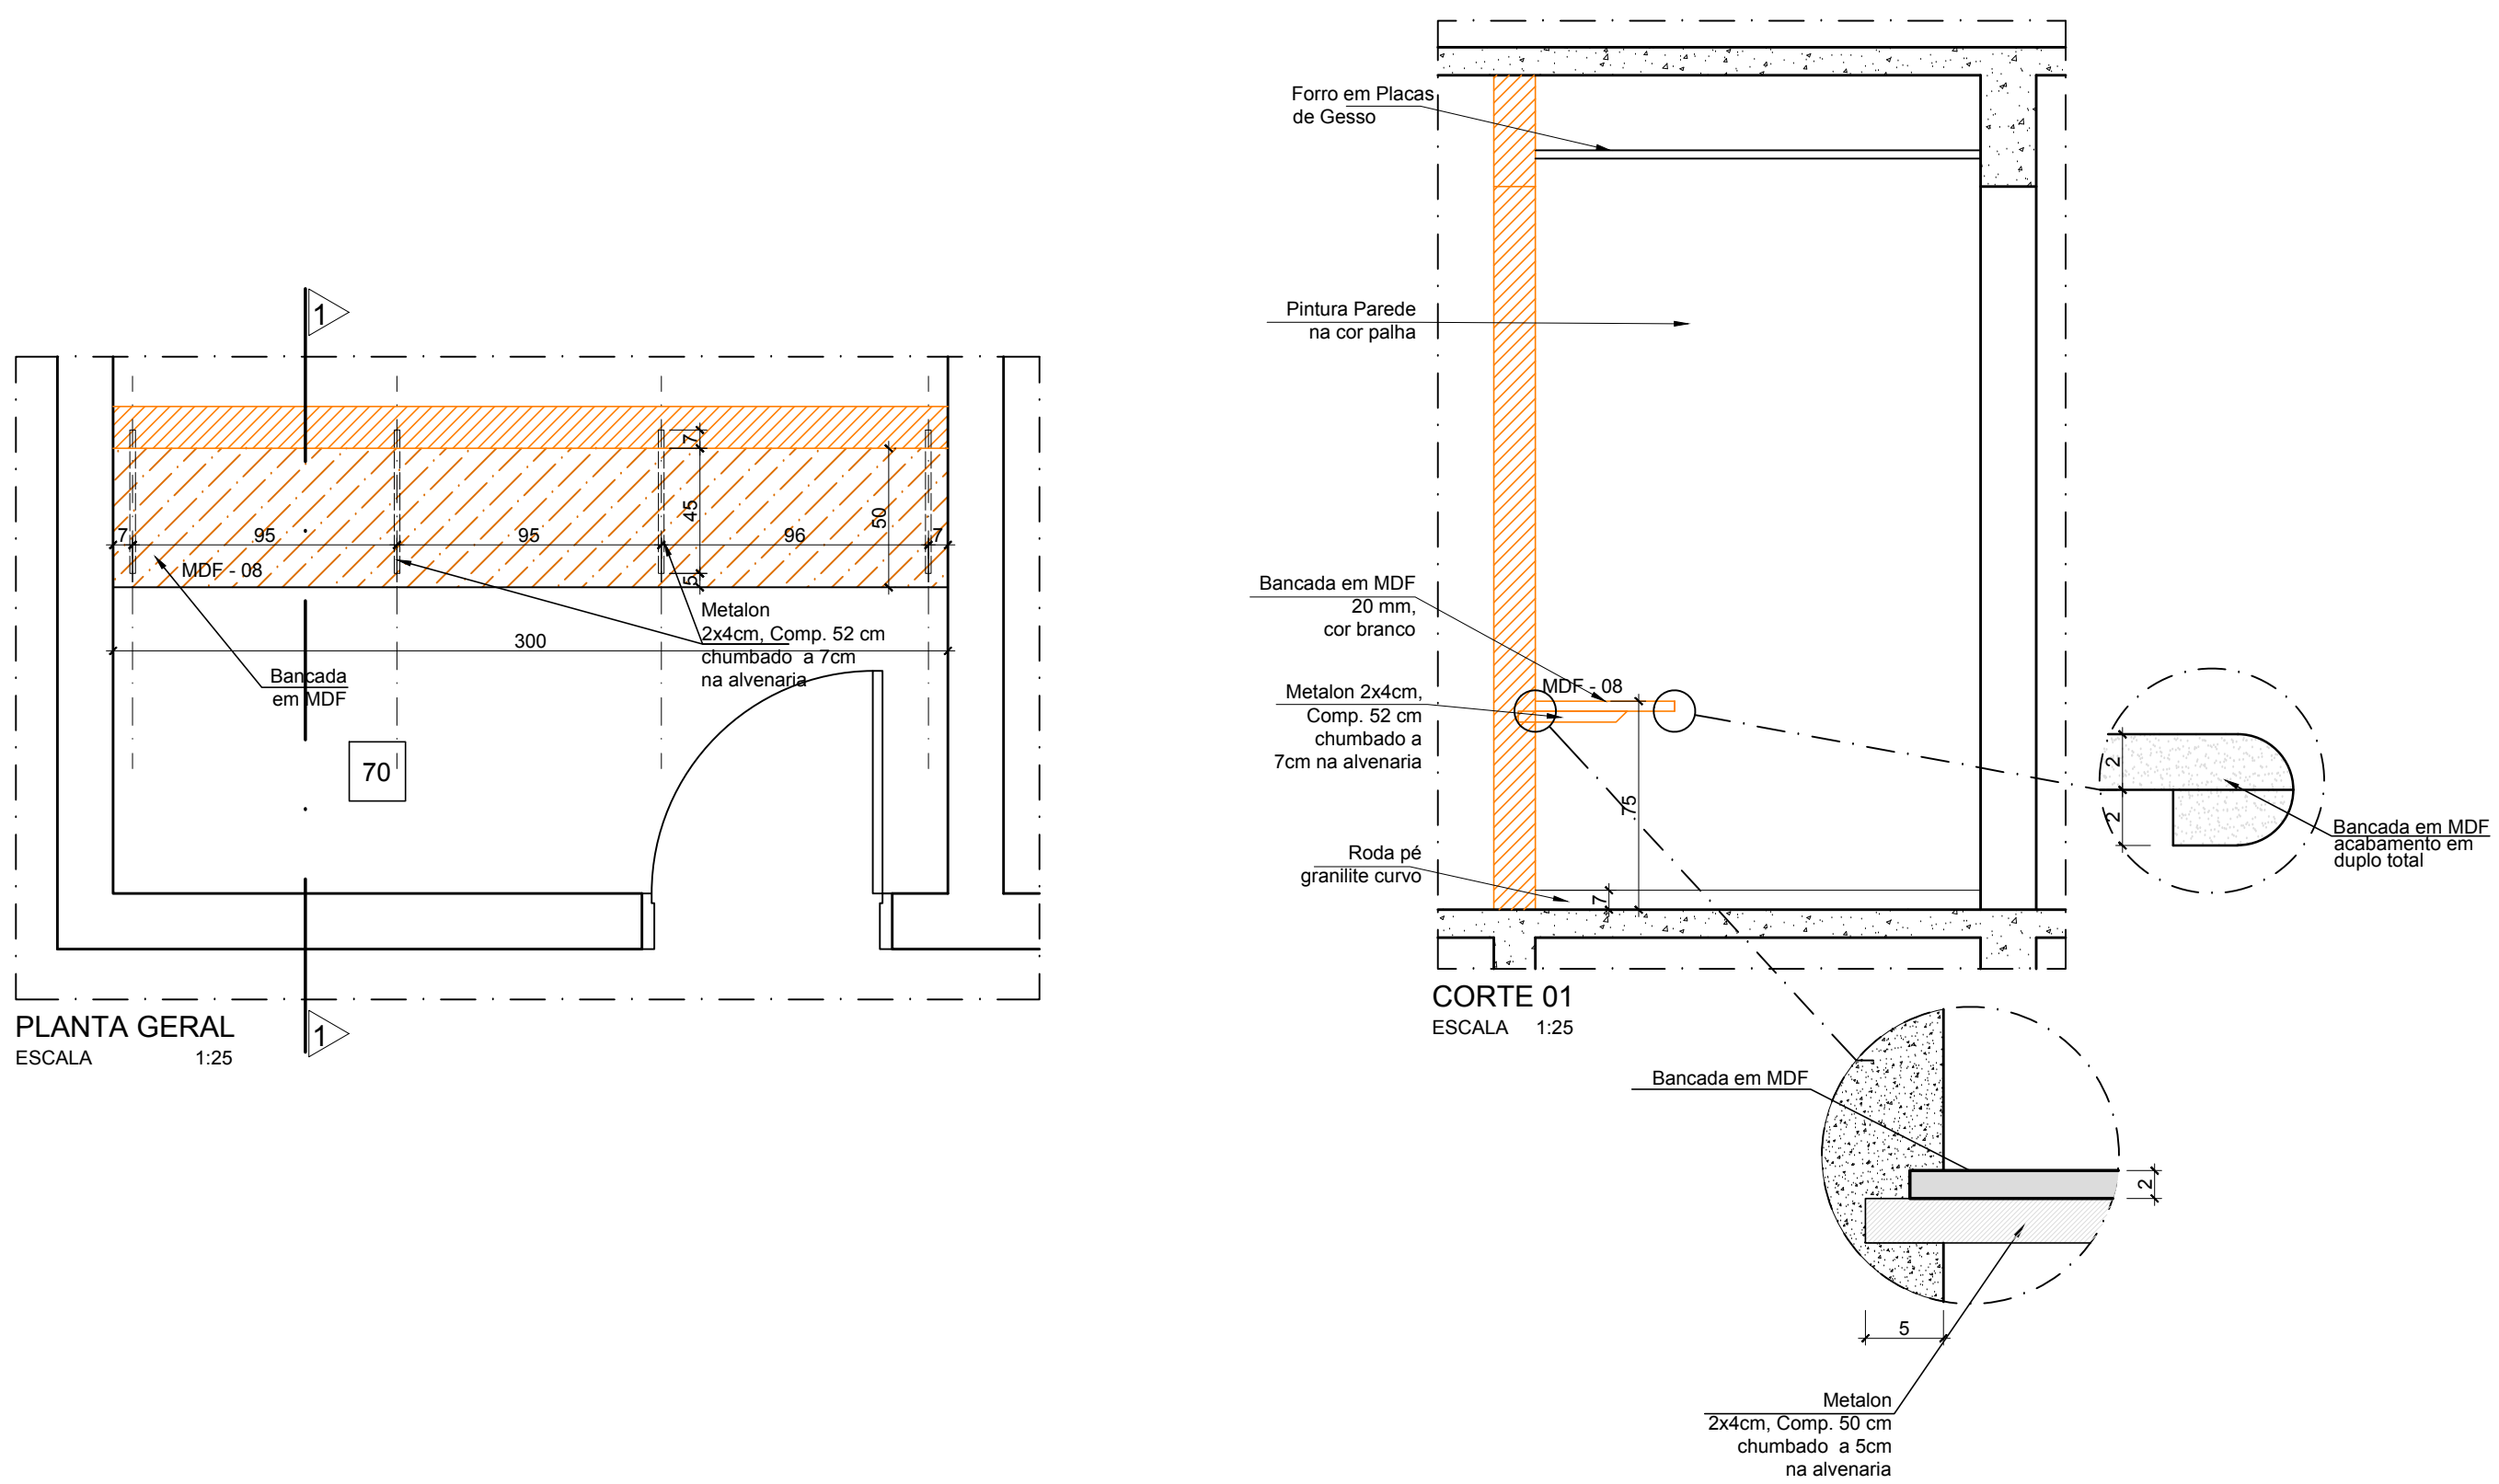 1
7
95
95
96
7
7
45
5
50
MDF - 08
300
Metalon
2x4cm, Comp. 52 cm
chumbado a 7cm
na alvenaria
Bancada
em MDF
70
1
PLANTA GERAL
ESCALA 1:25
Forro em Placas
de Gesso
Pintura Parede
na cor palha
Bancada em MDF
20 mm,
cor branco
MDF - 08
Metalon 2x4cm,
Comp. 52 cm
chumbado a
7cm na alvenaria
75
Roda pé
granilite curvo
7
CORTE 01
ESCALA 1:25
2
2
Bancada em MDF
acabamento em
duplo total
Bancada em MDF
2
5
Metalon
2x4cm, Comp. 50 cm
chumbado a 5cm
na alvenaria